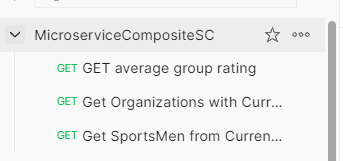 MicroserviceCompositeSC
GET GET average group rating
GET Get Organizations with Curr...
GET Get SportsMen from Curren...